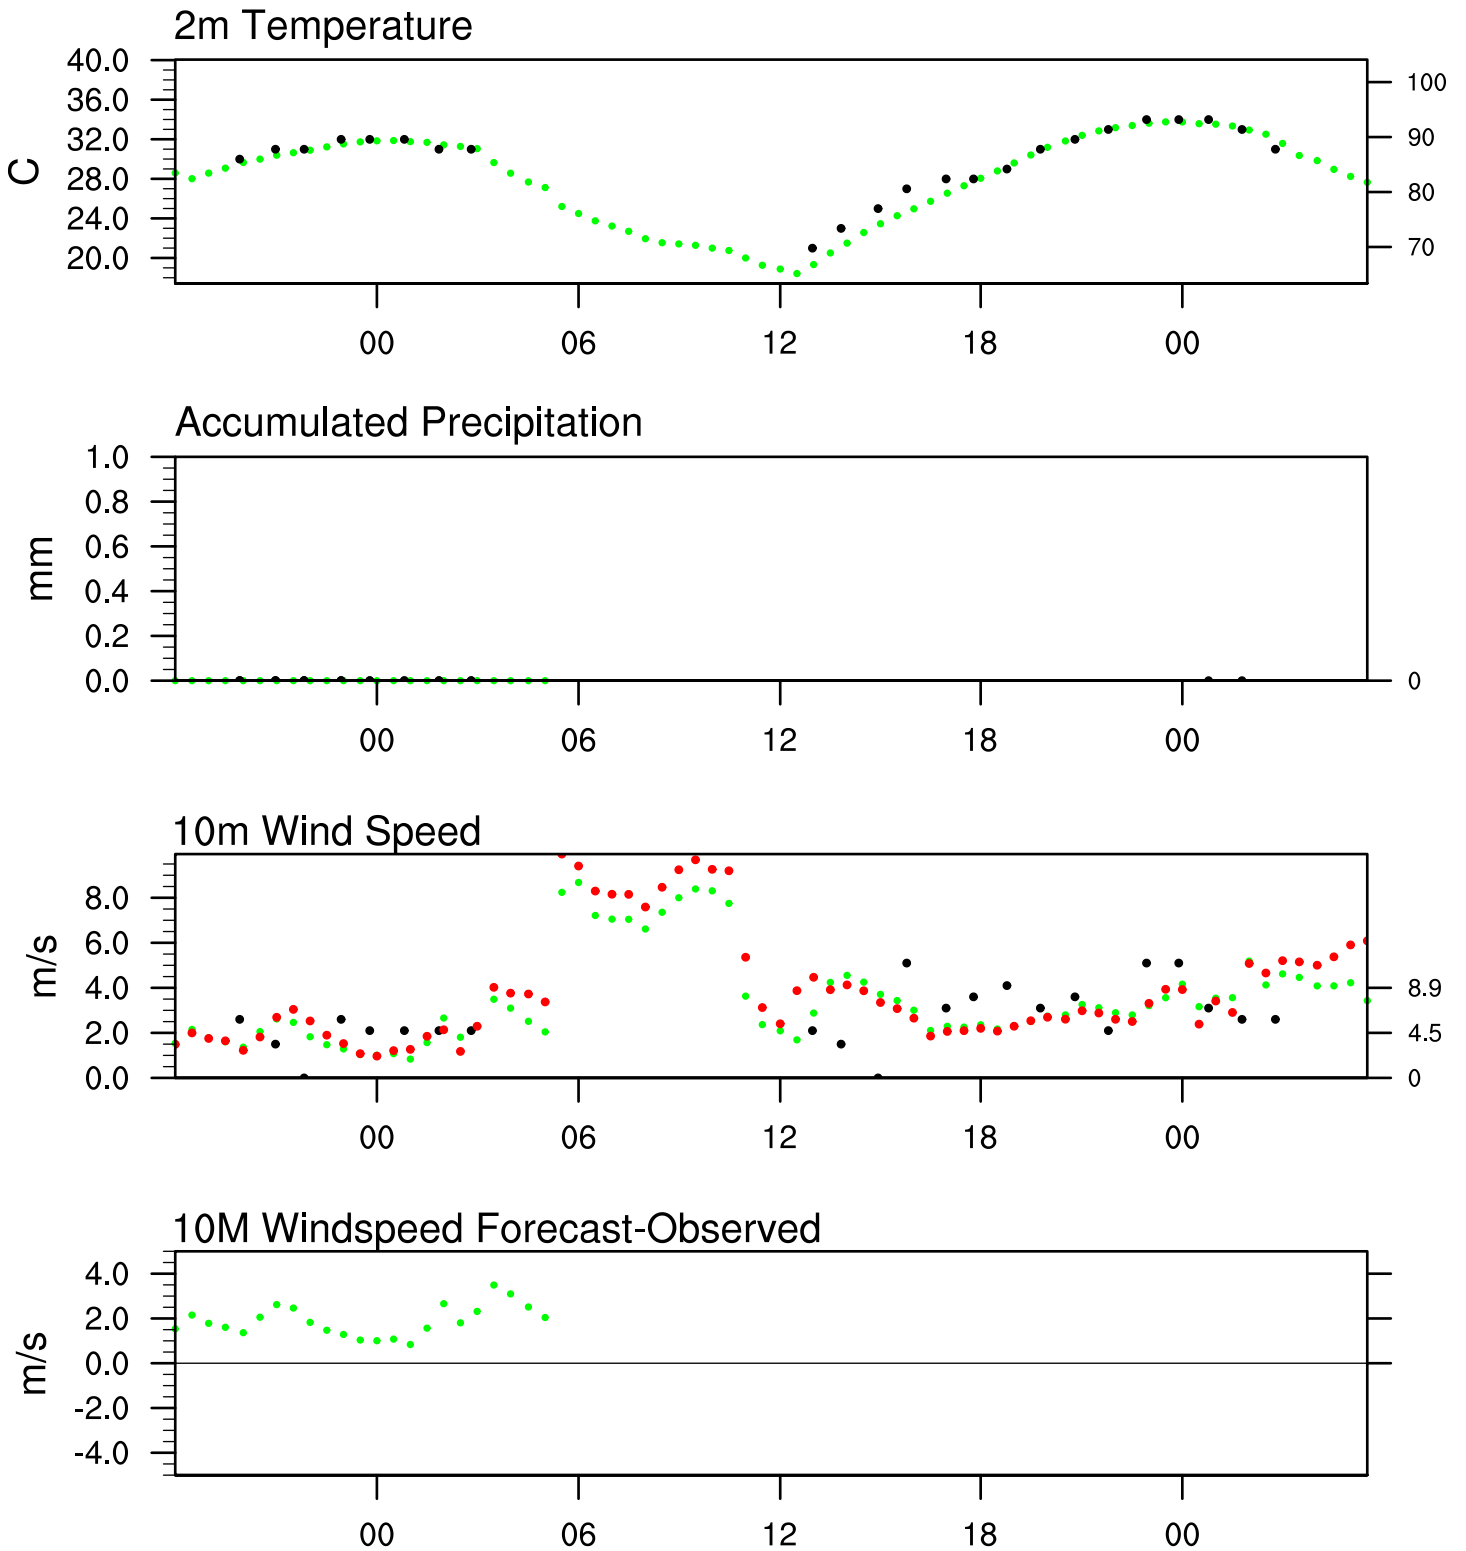 2m Temperature
40.0
36.0
32.0
28.0
24.0
20.0
C
100
90
80
70
00 06 12 18 00
Accumulated Precipitation
1.0
0.8
0.6
0.4
0.2
0.0
mm
0
00 06 12 18 00
10m Wind Speed
8.0
6.0
4.0
2.0
0.0
m/s
8.9
4.5
0
00 06 12 18 00
10M Windspeed Forecast-Observed
4.0
2.0
0.0
-2.0
-4.0
m/s
00 06 12 18 00